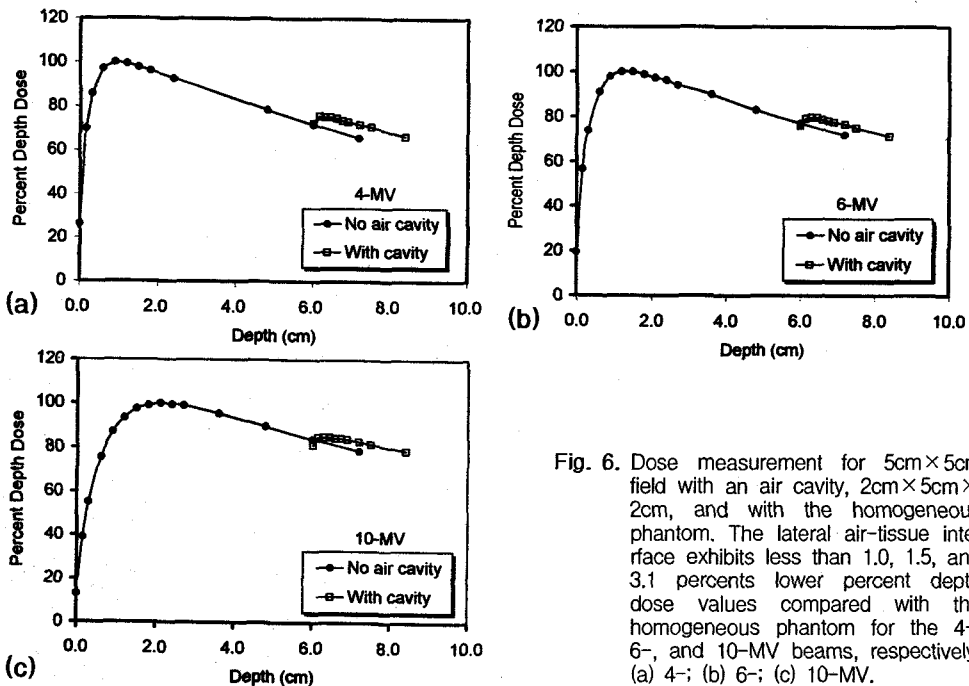 120
100
80
60
40
20
0
Percent Depth Dose
4-MV
No air cavity
With cavity
0.0 2.0 4.0 6.0 8.0 10.0
Depth (cm)
(a)
120
100
80
60
40
20
0
Percent Depth Dose
6-MV
No air cavity
With cavity
0.0 2.0 4.0 6.0 8.0 10.0
Depth (cm)
(b)
120
100
80
60
40
20
0
Percent Depth Dose
10-MV
No air cavity
With cavity
0.0 2.0 4.0 6.0 8.0 10.0
Depth (cm)
(c)
Fig. 6. Dose measurement for 5cm×5cm
field with an air cavity, 2cm×5cm×
2cm, and with the homogeneou
phantom. The lateral air-tissue inte
rface exhibits less than 1.0, 1.5, an
3.1 percents lower percent dept
dose values compared with th
homogeneous phantom for the 4-
6-, and 10-MV beams, respectively
(a) 4-; (b) 6-; (c) 10-MV.